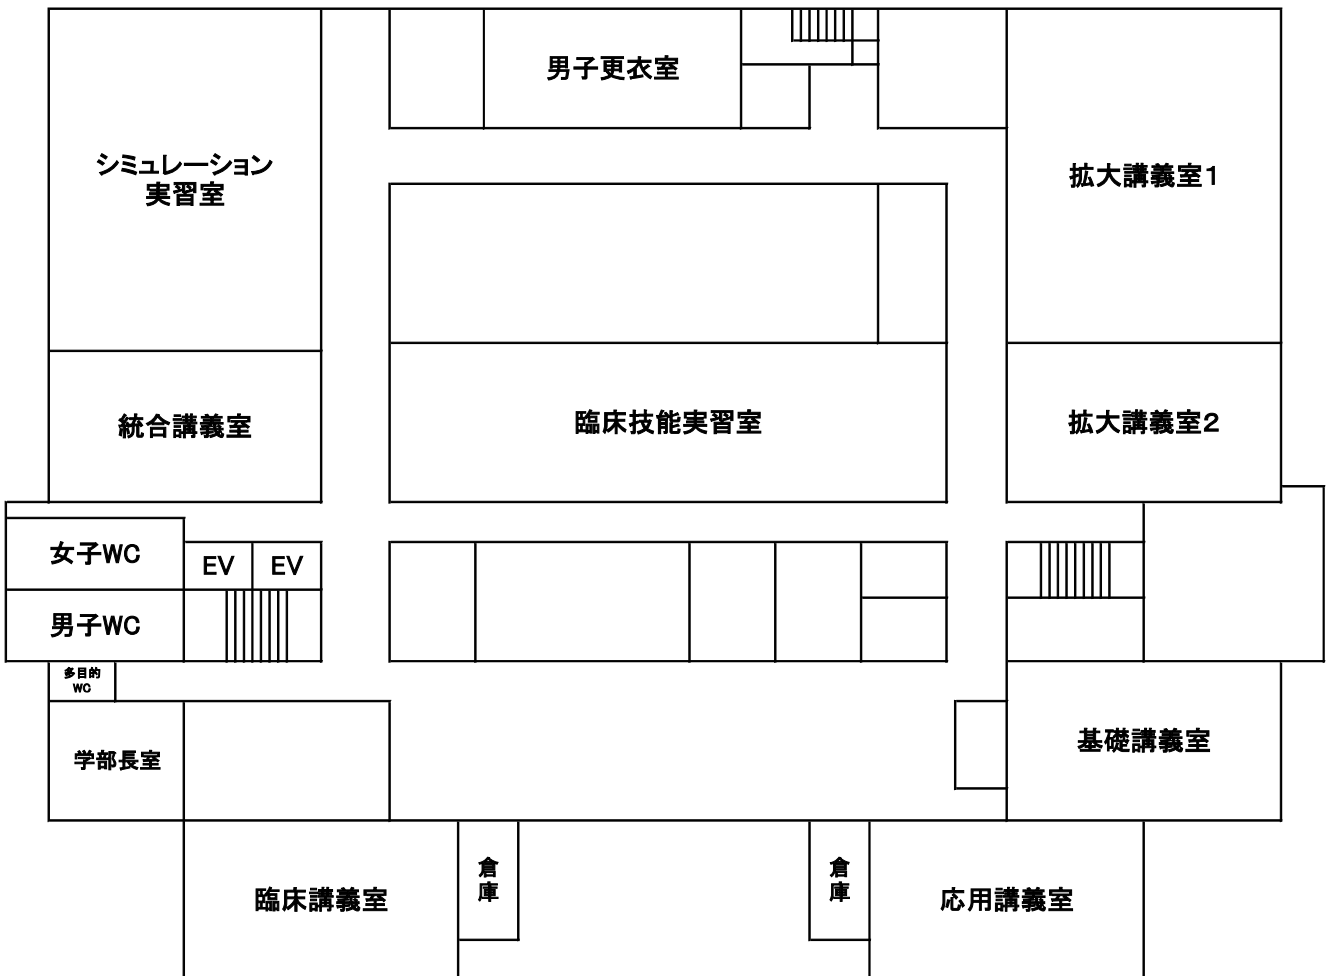 男子更衣室
シミュレーション
実習室
拡大講義室1
統合講義室
臨床技能実習室
拡大講義室2
女子WC
EV
EV
男子WC
多目的
WC
学部長室
基礎講義室
臨床講義室
倉庫
倉庫
応用講義室